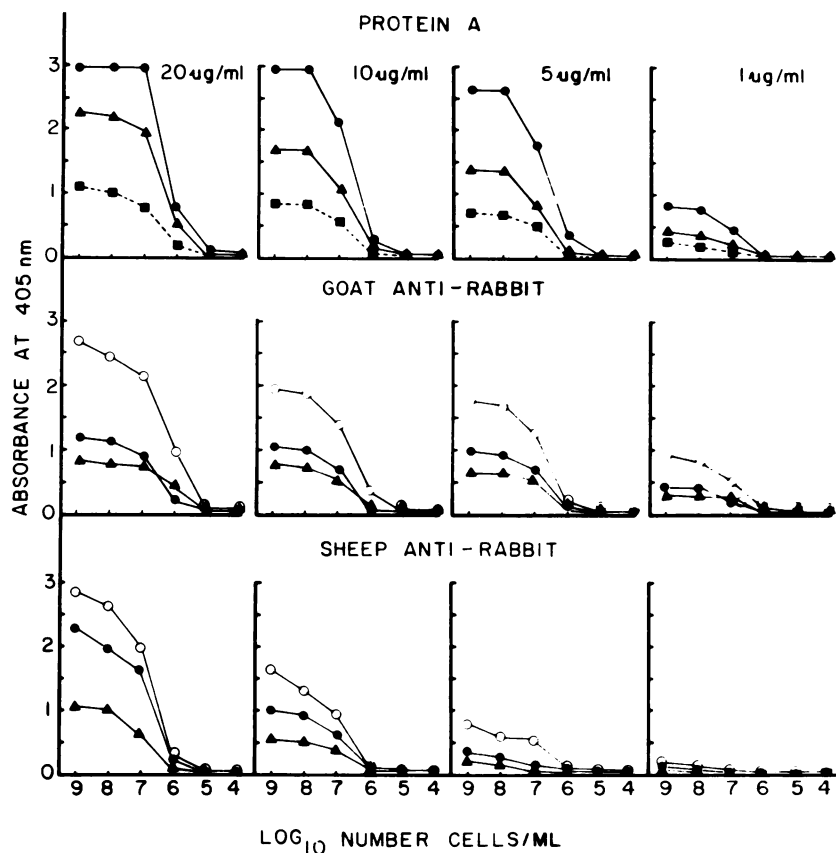 PROTEIN A
20 ug/ml
10 ug/ml
5 ug/ml
1 ug/ml
3
2
1
0
GOAT ANTI-RABBIT
3
2
1
0
SHEEP ANTI-RABBIT
3
2
1
0
ABSORBANCE AT 405 nm
9 8 7 6 5 4
9 8 7 6 5 4
9 8 7 6 5 4
9 8 7 6 5 4
LOG10 NUMBER CELLS/ML